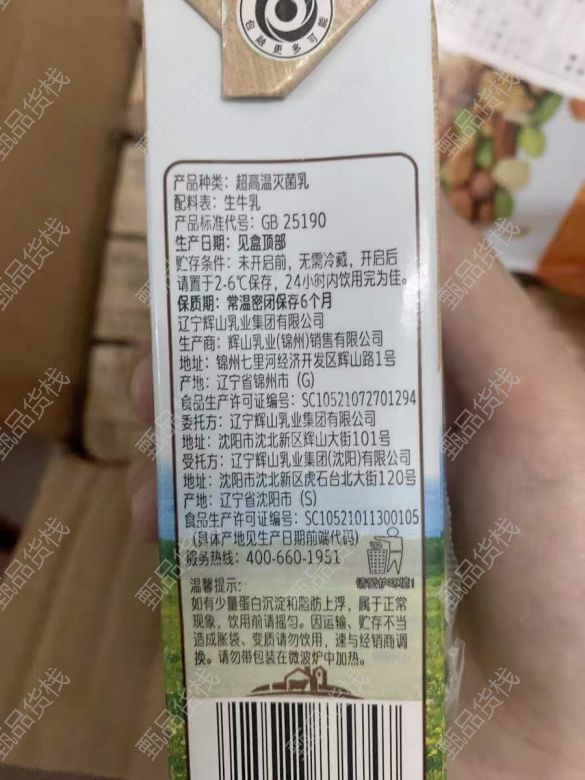 包融更多可能
产品种类：超高温灭菌乳
配料表：生牛乳
产品标准代号：GB 25190
生产日期：见盒顶部
贮存条件：未开启前，无需冷藏，开启后
请置于2-6℃保存，24小时内饮用完为佳。
保质期：常温密闭保存6个月
辽宁辉山乳业集团有限公司
生产商：辉山乳业(锦州)销售有限公司
地址：锦州七里河经济开发区辉山路1号
产地：辽宁省锦州市 (G)
食品生产许可证编号：SC10521072701294
委托方：辽宁辉山乳业集团有限公司
地址：沈阳市沈北新区辉山大街101号
受托方：辽宁辉山乳业集团(沈阳)有限公司
地址：沈阳市沈北新区虎石台北大街120号
产地：辽宁省沈阳市 (S)
食品生产许可证编号：SC10521011300105
(具体产地见生产日期前端代码)
服务热线：400-660-1951
温馨提示：
如有少量蛋白沉淀和脂肪上浮，属于正常
现象，饮用前请摇匀。因运输、贮存不当
造成胀袋、变质请勿饮用，速与经销商调
换。请勿带包装在微波炉中加热。
甄品货栈